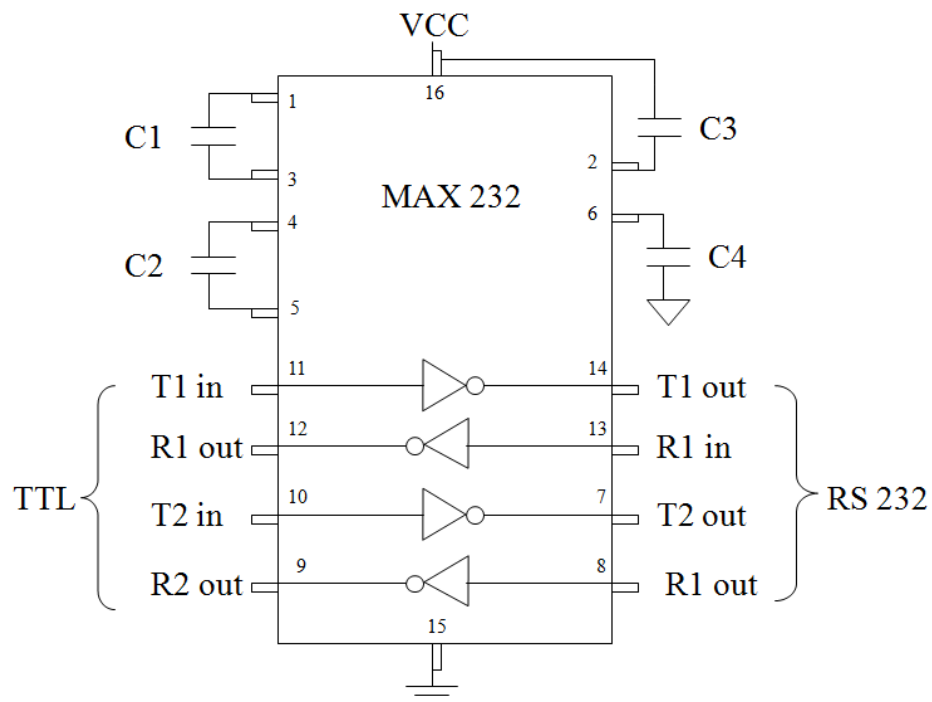 VCC
16
1
C1
3
4
C2
5
MAX 232
2
C3
6
C4
T1 in
11
14
T1 out
R1 out
12
13
R1 in
TTL
RS 232
T2 in
10
7
T2 out
R2 out
9
8
R1 out
15